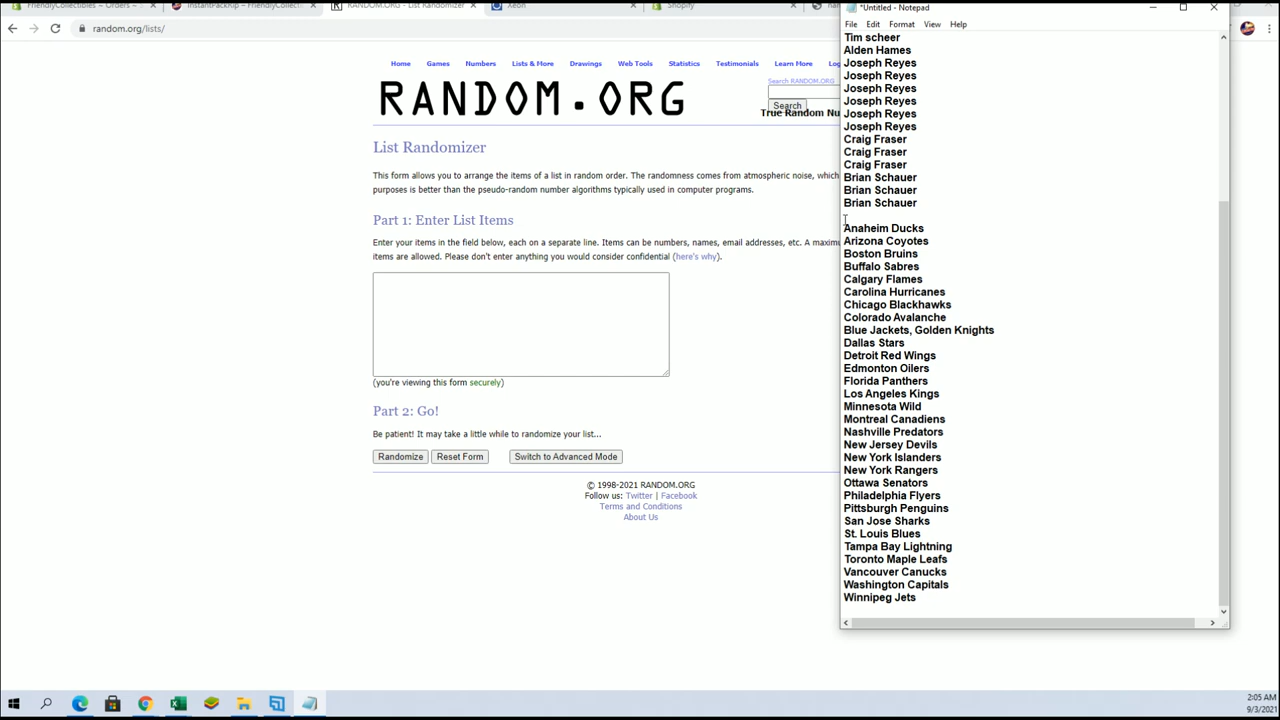 FriendlyCollectibles – Orders – S
InstantPackRip – FriendlyCollecti
RANDOM.ORG - List Randomizer
Xeon
Shopify
random.org/lists/
Home Games Numbers Lists & More Drawings Web Tools Statistics Testimonials Learn More
Search RANDOM.ORG
RANDOM.ORG
Search
True Random Nu
List Randomizer
This form allows you to arrange the items of a list in random order. The randomness comes from atmospheric noise, which
purposes is better than the pseudo-random number algorithms typically used in computer programs.
Part 1: Enter List Items
Enter your items in the field below, each on a separate line. Items can be numbers, names, email addresses, etc. A maximu
items are allowed. Please don't enter anything you would consider confidential (here's why).
(you're viewing this form securely)
Part 2: Go!
Be patient! It may take a little while to randomize your list...
Randomize Reset Form Switch to Advanced Mode
© 1998-2021 RANDOM.ORG
Follow us: Twitter | Facebook
Terms and Conditions
About Us
*Untitled - Notepad
File Edit Format View Help
Tim scheer
Alden Hames
Joseph Reyes
Joseph Reyes
Joseph Reyes
Joseph Reyes
Joseph Reyes
Joseph Reyes
Craig Fraser
Craig Fraser
Craig Fraser
Brian Schauer
Brian Schauer
Brian Schauer
Anaheim Ducks
Arizona Coyotes
Boston Bruins
Buffalo Sabres
Calgary Flames
Carolina Hurricanes
Chicago Blackhawks
Colorado Avalanche
Blue Jackets, Golden Knights
Dallas Stars
Detroit Red Wings
Edmonton Oilers
Florida Panthers
Los Angeles Kings
Minnesota Wild
Montreal Canadiens
Nashville Predators
New Jersey Devils
New York Islanders
New York Rangers
Ottawa Senators
Philadelphia Flyers
Pittsburgh Penguins
San Jose Sharks
St. Louis Blues
Tampa Bay Lightning
Toronto Maple Leafs
Vancouver Canucks
Washington Capitals
Winnipeg Jets
2:05 AM
9/3/2021